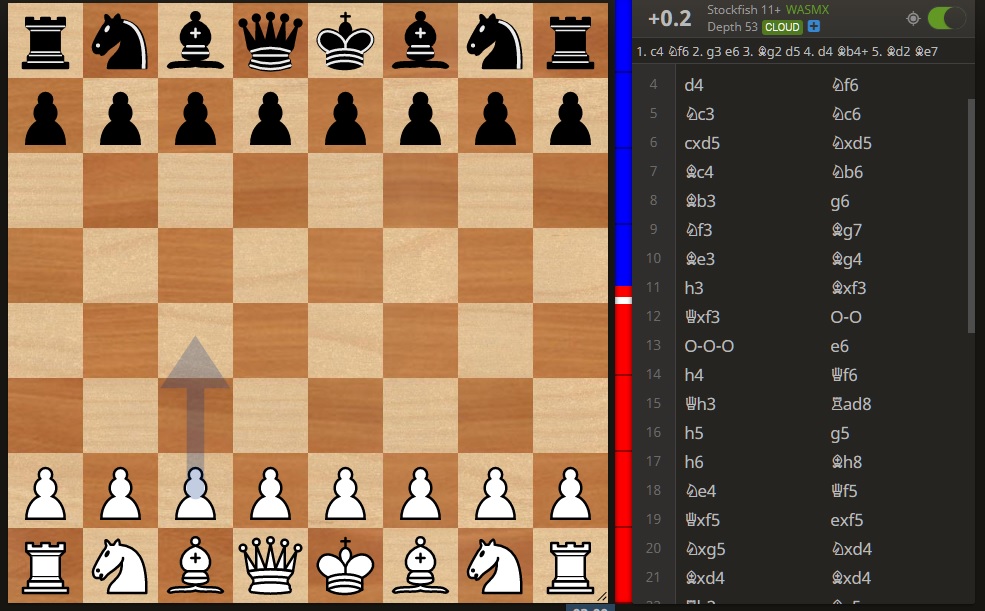 +0.2
Stockfish 11+ WASMX
Depth 53 CLOUD
1. c4 ♘f6 2. g3 e6 3. ♗g2 d5 4. d4 ♗b4+ 5. ♗d2 ♗e7
4 d4 ♘f6
5 ♘c3 ♘c6
6 cxd5 ♘xd5
7 ♗c4 ♘b6
8 ♗b3 g6
9 ♘f3 ♗g7
10 ♗e3 ♗g4
11 h3 ♗xf3
12 ♕xf3 O-O
13 O-O-O e6
14 h4 ♕f6
15 ♕h3 ♖ad8
16 h5 g5
17 h6 ♗h8
18 ♘e4 ♕f5
19 ♕xf5 exf5
20 ♘xg5 ♘xd4
21 ♗xd4 ♗xd4